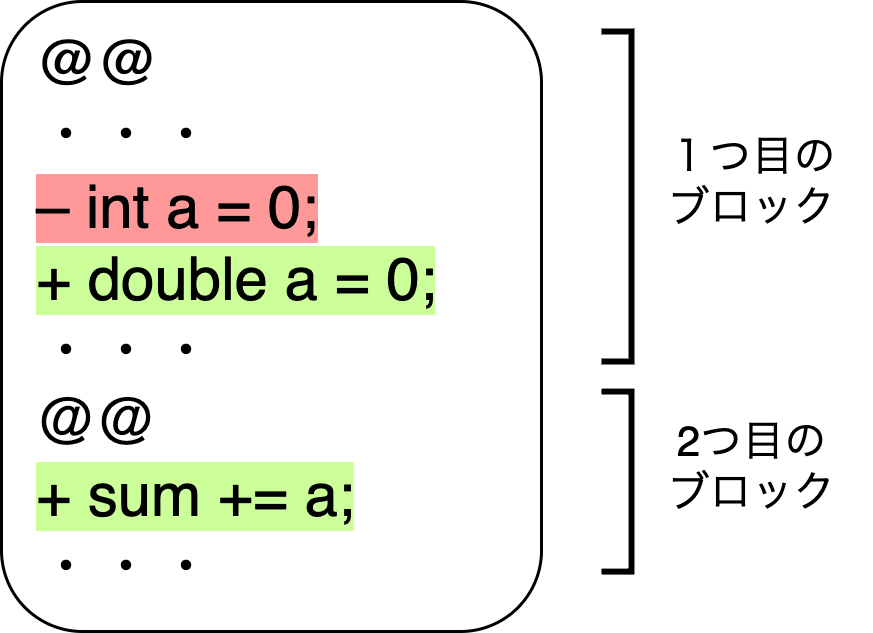 @@
・・・
– int a = 0;
+ double a = 0;
・・・
@@
+ sum += a;
・・・
１つ目の
ブロック
2つ目の
ブロック